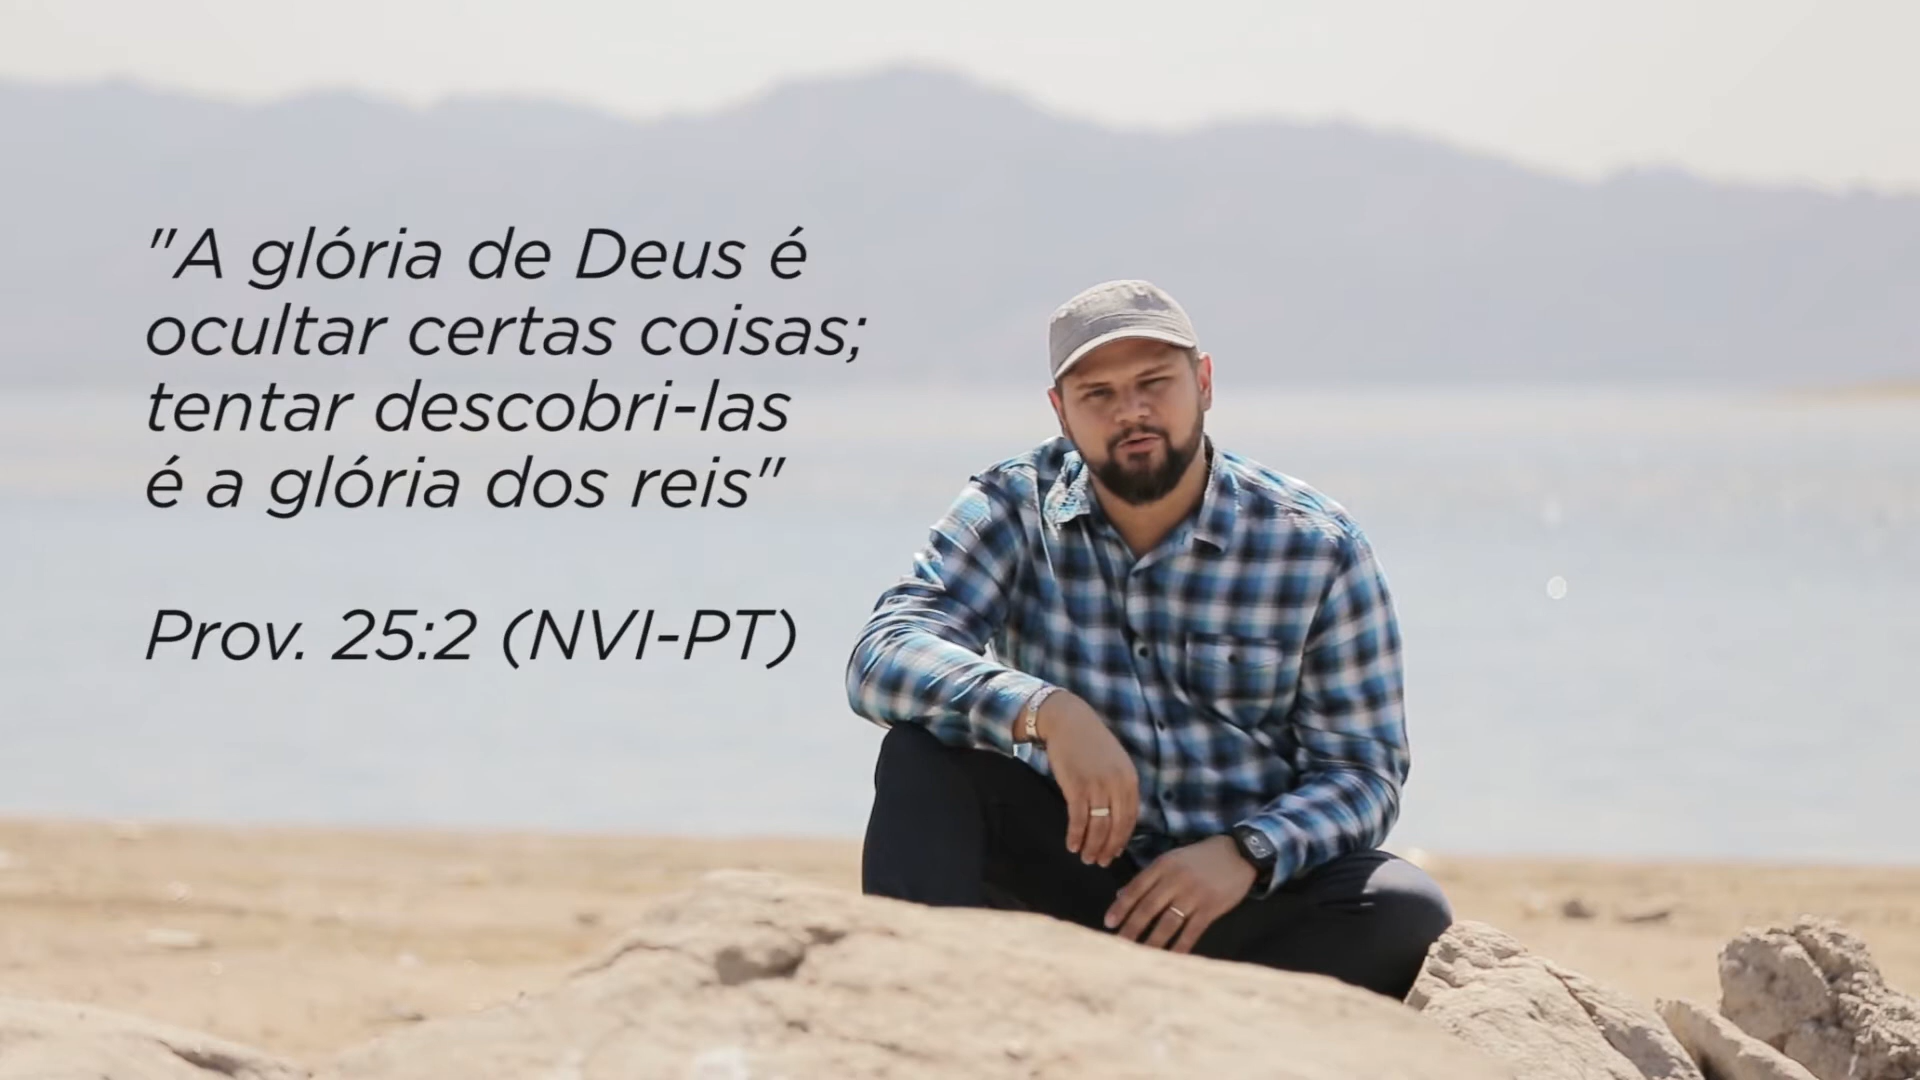 "A glória de Deus é
ocultar certas coisas;
tentar descobri-las
é a glória dos reis"
Prov. 25:2 (NVI-PT)